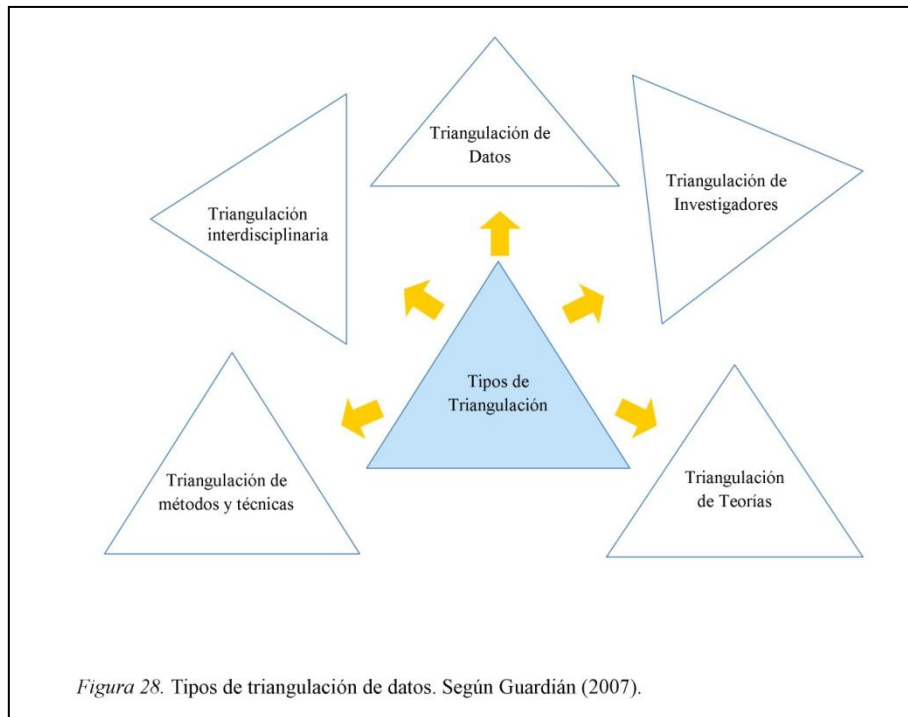 Triangulación de
Datos
Triangulación
interdisciplinaria
Triangulación de
Investigadores
Tipos de
Triangulación
Triangulación de
métodos y técnicas
Triangulación
de Teorías
Figura 28. Tipos de triangulación de datos. Según Guardián (2007).